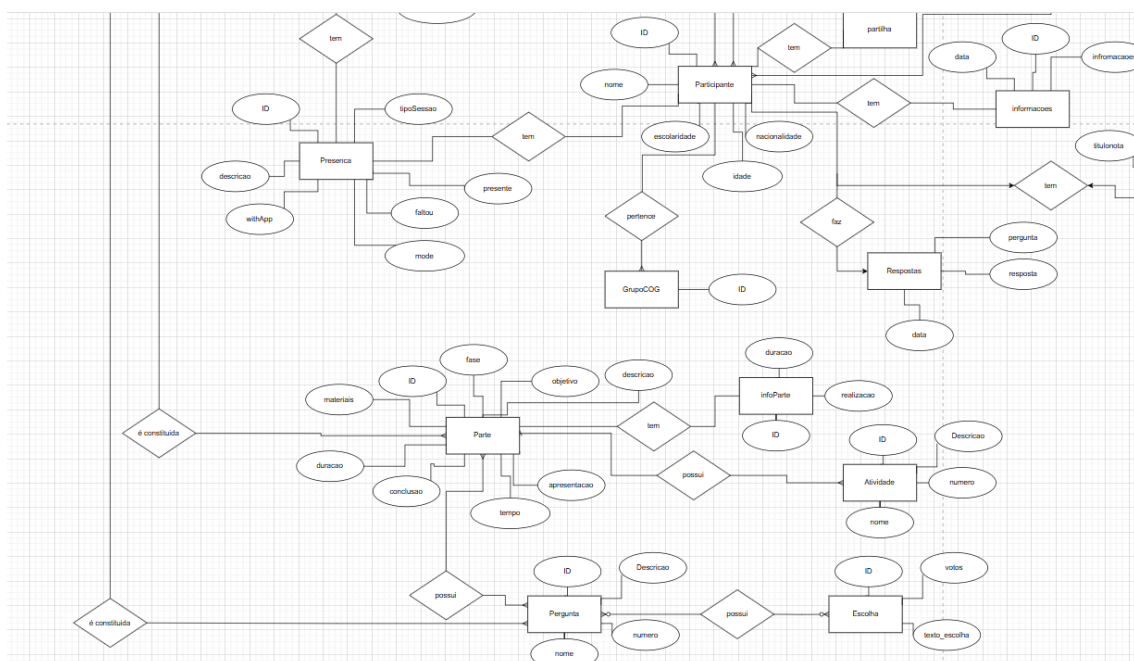 tem
ID
partilha
ID
data
infromacoes
tem
nome
Participante
tem
informacoes
ID
tipoSessao
tem
escolaridade
nacionalidade
titulonota
Presenca
descricao
idade
presente
tem
withApp
faltou
pertence
faz
mode
pergunta
Respostas
resposta
GrupoCOG
ID
data
fase
duracao
ID
objetivo
descricao
materiais
infoParte
realizacao
é constituida
Parte
tem
ID
ID
Descricao
duracao
possui
Atividade
numero
conclusao
apresentacao
tempo
nome
ID
Descricao
ID
votos
possui
é constituida
Pergunta
possui
Escolha
numero
texto_escolha
nome